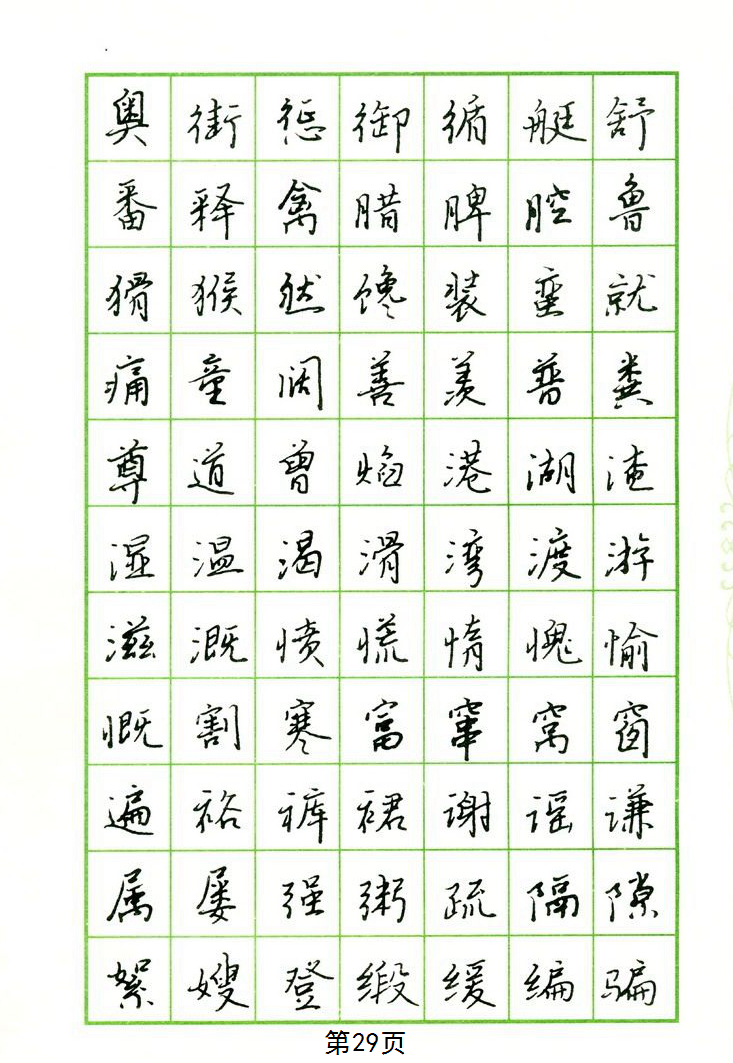 奥街惩御循艇舒
番释禽腊脾腔鲁
猾猴然馋装蛮就
痛童阔善羡普粪
尊道曾焰港湖渣
湿温渴滑湾渡游
滋溉愤慌惰愧愉
慨割寒富窜窝窗
遍裕裤裙谢谣谦
属屡强粥疏隔隙
絮嫂登缎缓编骗
第29页